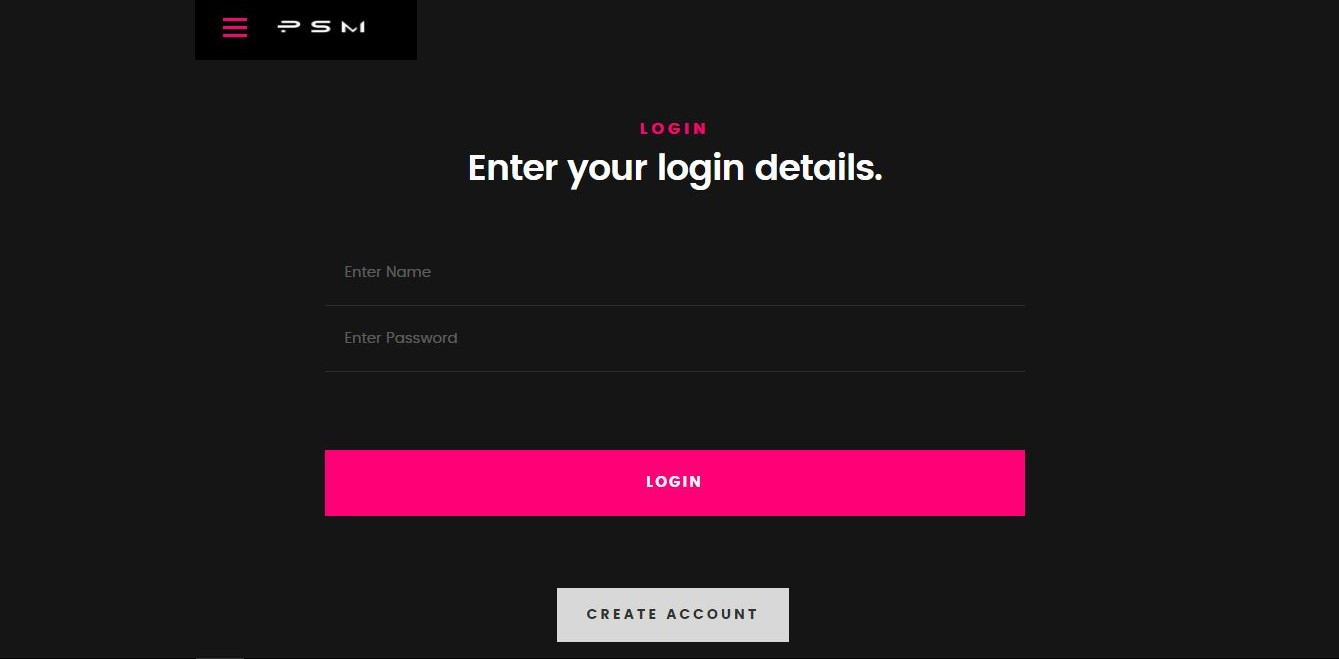 PSM
LOGIN
Enter your login details.
Enter Name
Enter Password
LOGIN
CREATE ACCOUNT